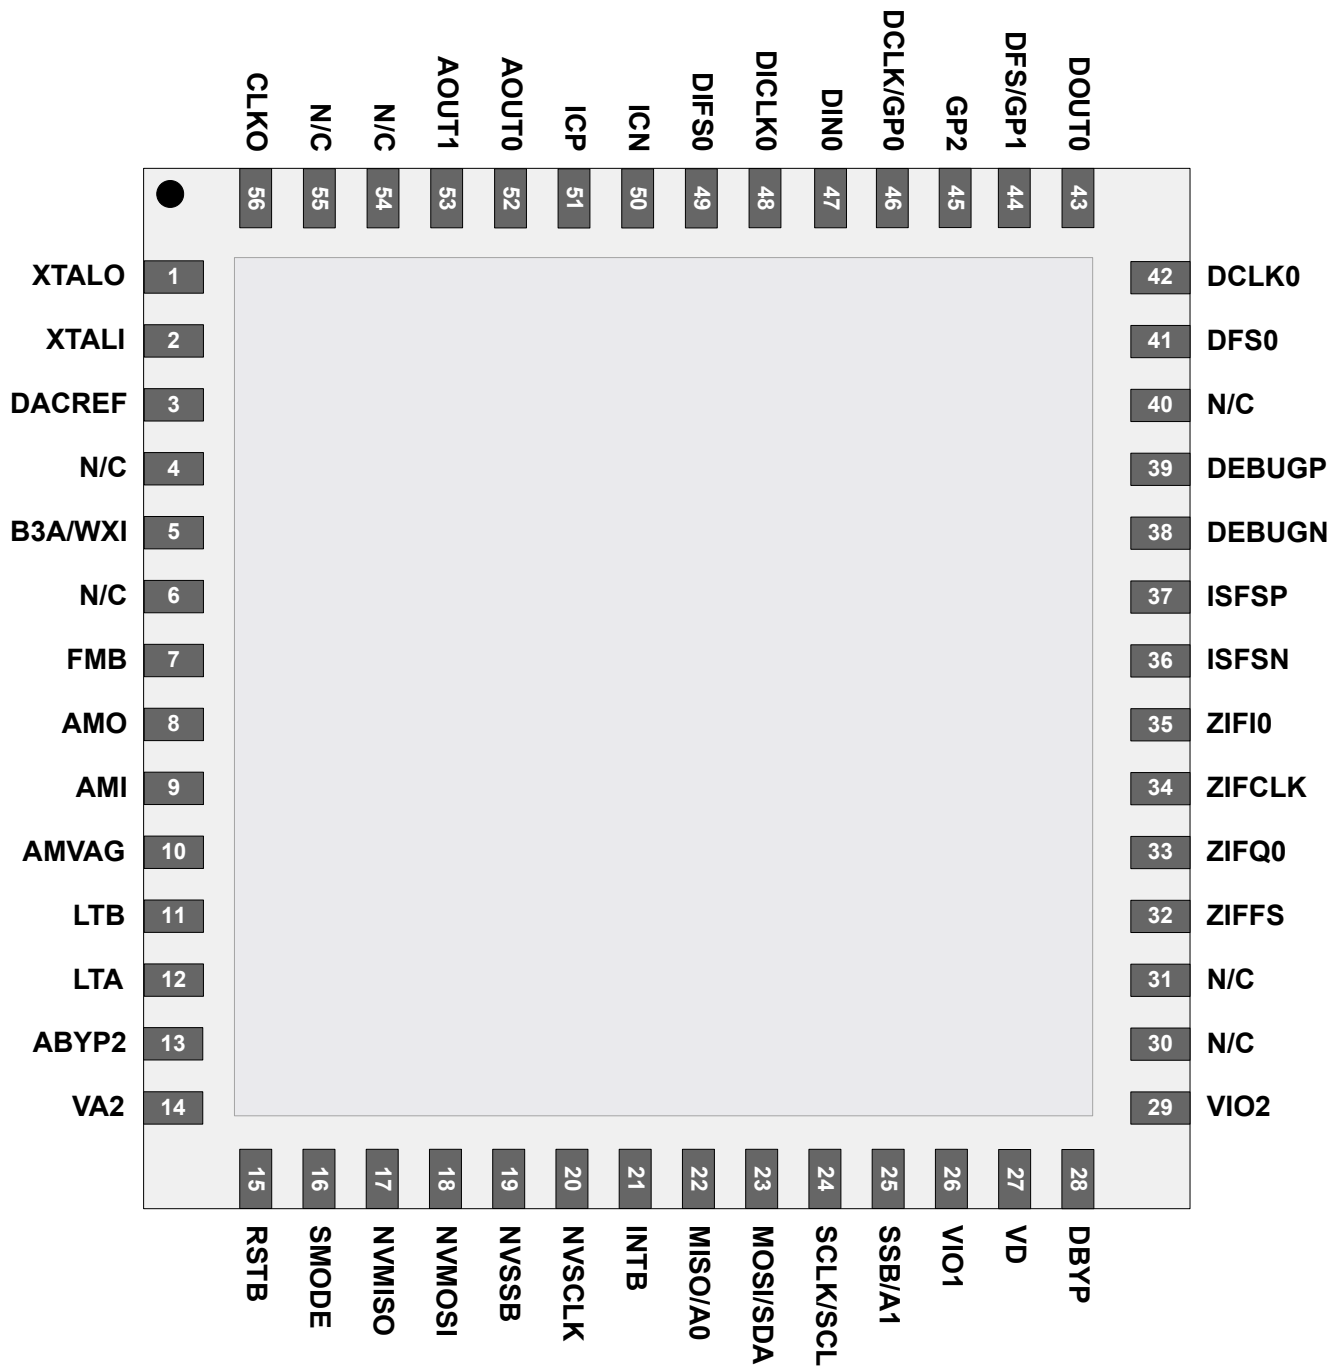 CLKO
N/C
N/C
AOUT1
AOUT0
ICP
ICN
DIFS0
DICLK0
DIN0
DCLK/GP0
GP2
DFS/GP1
DOUT0
56
55
54
53
52
51
50
49
48
47
46
45
44
43
XTALO 1
XTALI 2
DACREF 3
N/C 4
B3A/WXI 5
N/C 6
FMB 7
AMO 8
AMI 9
AMVAG 10
LTB 11
LTA 12
ABYP2 13
VA2 14
42 DCLK0
41 DFS0
40 N/C
39 DEBUGP
38 DEBUGN
37 ISFSP
36 ISFSN
35 ZIFI0
34 ZIFCLK
33 ZIFQ0
32 ZIFFS
31 N/C
30 N/C
29 VIO2
15
16
17
18
19
20
21
22
23
24
25
26
27
28
RSTB
SMODE
NVMISO
NVMOSI
NVSSB
NVSCLK
INTB
MISO/A0
MOSI/SDA
SCLK/SCL
SSB/A1
VIO1
VD
DBYP